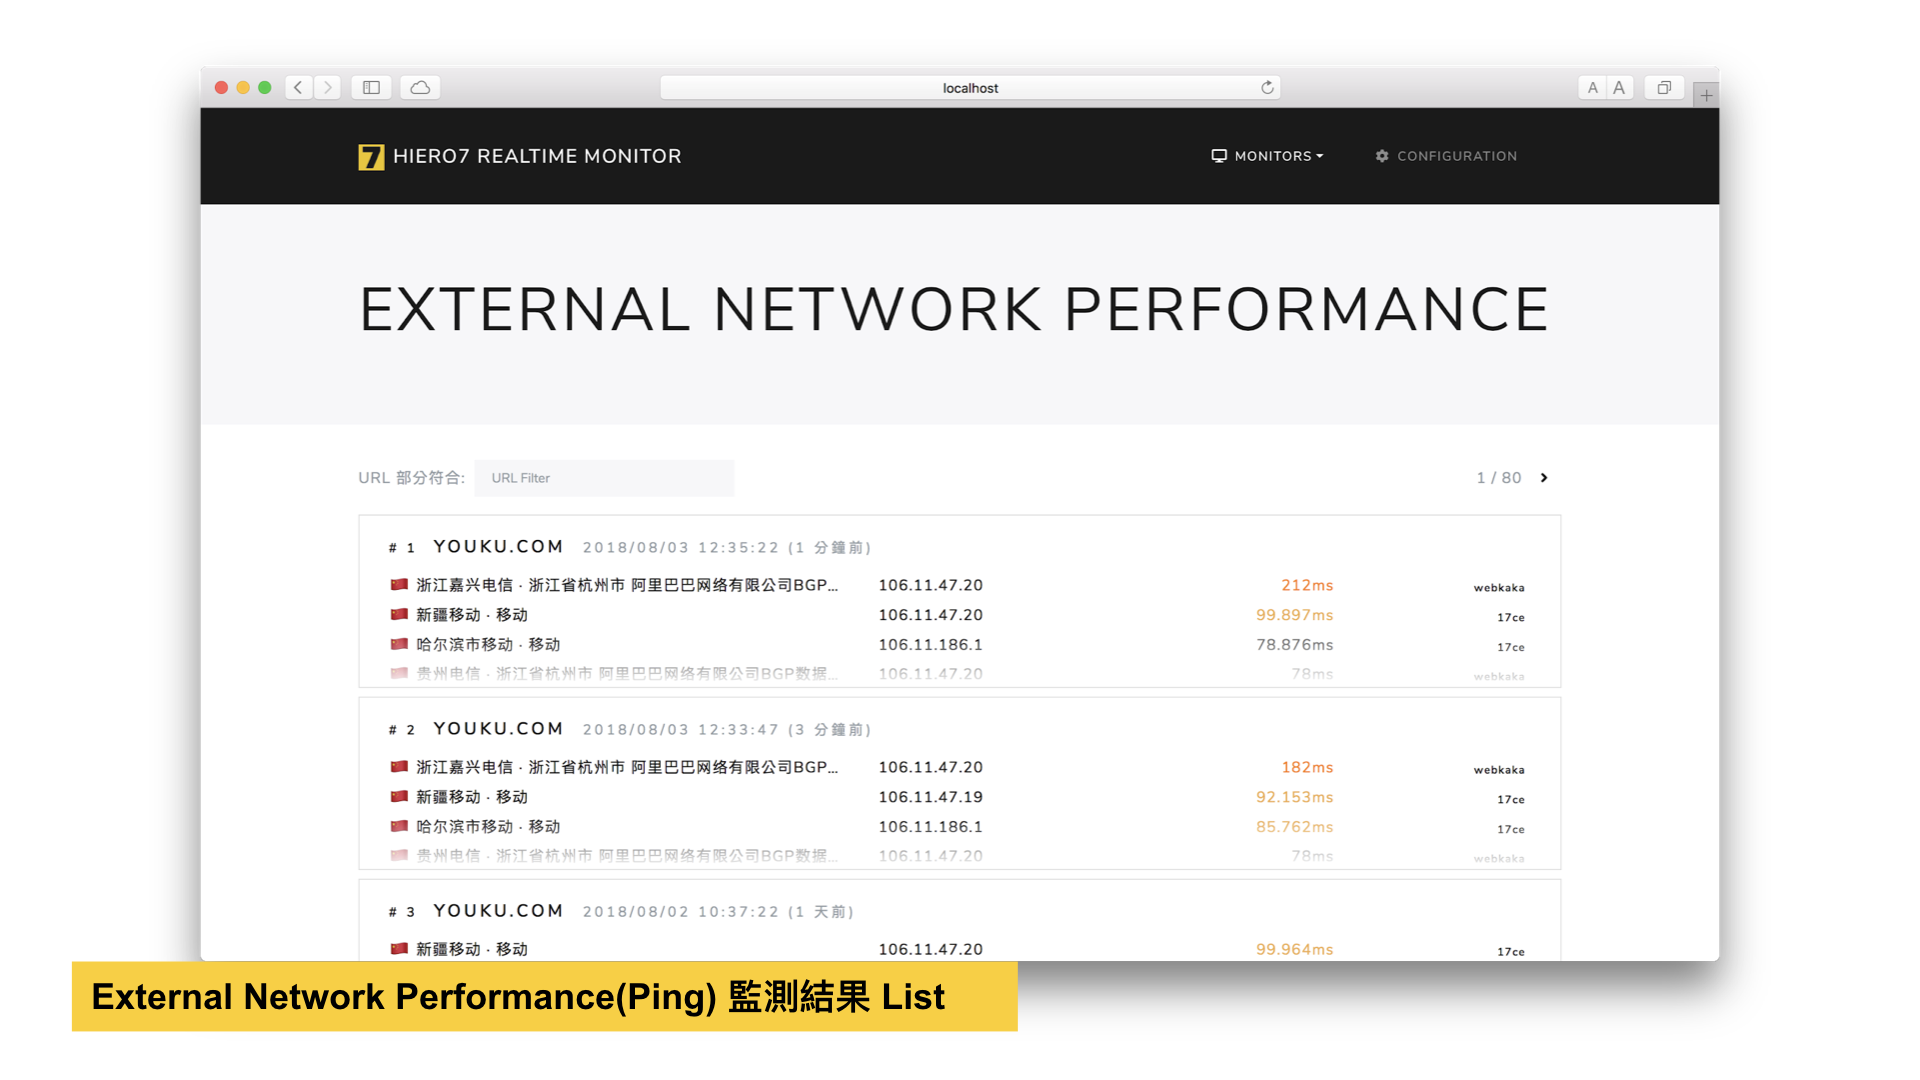 localhost
A A
7 HIERO7 REALTIME MONITOR MONITORS CONFIGURATION
EXTERNAL NETWORK PERFORMANCE
URL 部分符合: URL Filter 1 / 80
# 1 YOUKU.COM 2018/08/03 12:35:22 (1 分鐘前)
浙江嘉兴电信 · 浙江省杭州市 阿里巴巴网络有限公司BGP... 106.11.47.20 212ms webkaka
新疆移动 · 移动 106.11.47.20 99.897ms 17ce
哈尔滨市移动 · 移动 106.11.186.1 78.876ms 17ce
贵州电信 · 浙江省杭州市 阿里巴巴网络有限公司BGP数据... 106.11.47.20 78ms webkaka
# 2 YOUKU.COM 2018/08/03 12:33:47 (3 分鐘前)
浙江嘉兴电信 · 浙江省杭州市 阿里巴巴网络有限公司BGP... 106.11.47.20 182ms webkaka
新疆移动 · 移动 106.11.47.19 92.153ms 17ce
哈尔滨市移动 · 移动 106.11.186.1 85.762ms 17ce
贵州电信 · 浙江省杭州市 阿里巴巴网络有限公司BGP数据... 106.11.47.20 78ms webkaka
# 3 YOUKU.COM 2018/08/02 10:37:22 (1 天前)
新疆移动 · 移动 106.11.47.20 99.964ms 17ce
External Network Performance(Ping) 監測結果 List